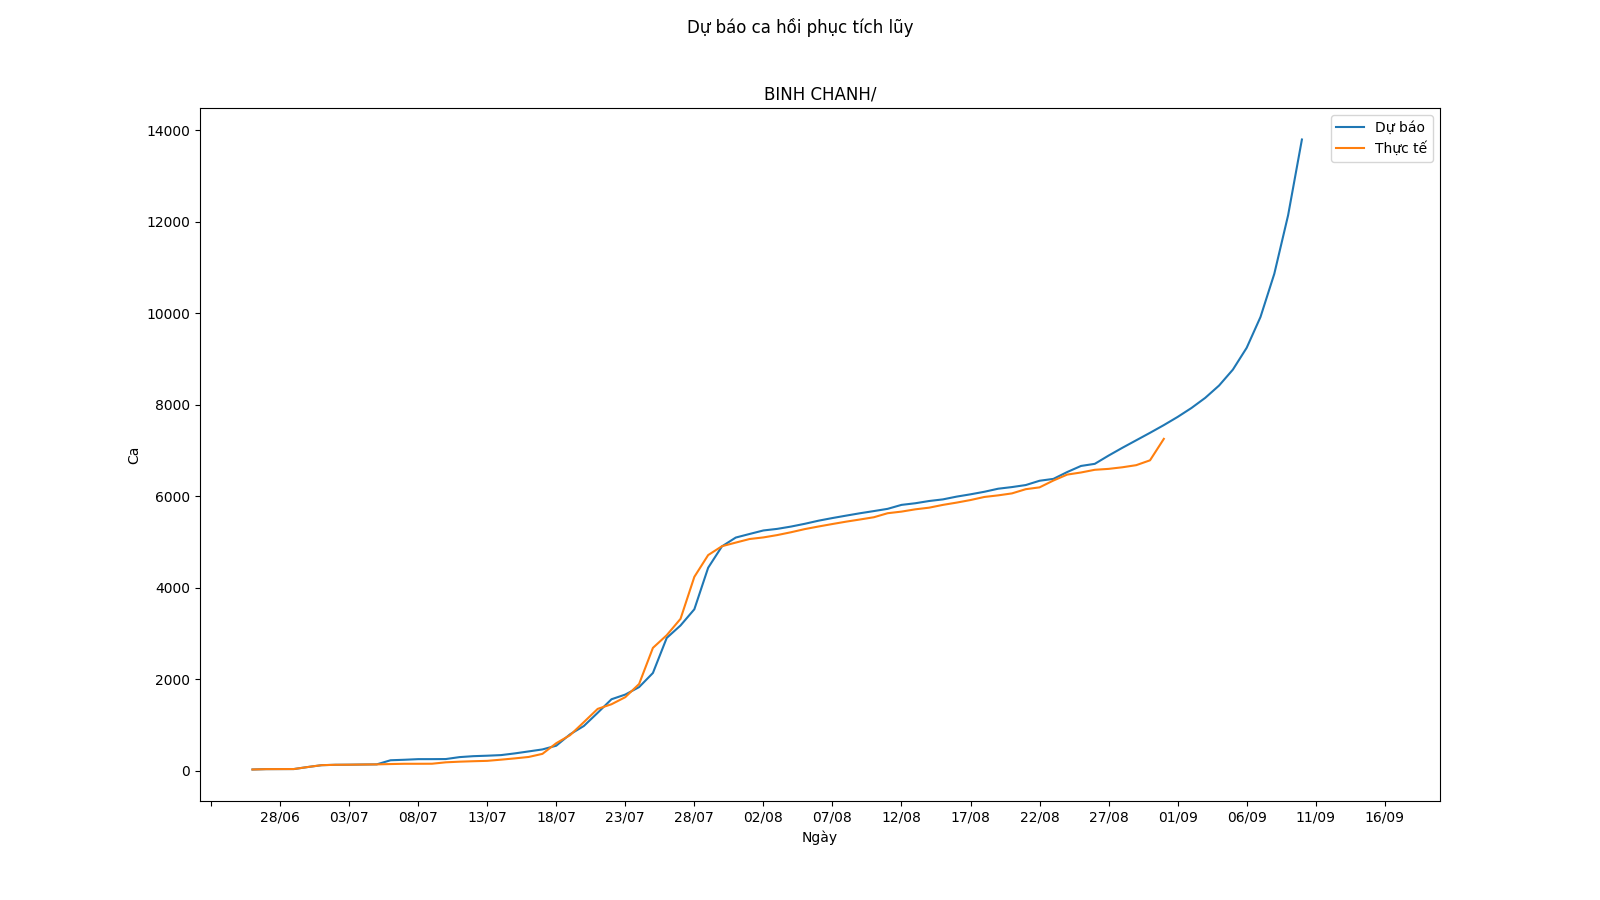 Dự báo ca hồi phục tích lũy
BINH CHANH/
Dự báo
Thực tế
14000
12000
10000
8000
6000
4000
2000
0
Ca
28/06 03/07 08/07 13/07 18/07 23/07 28/07 02/08 07/08 12/08 17/08 22/08 27/08 01/09 06/09 11/09 16/09
Ngày